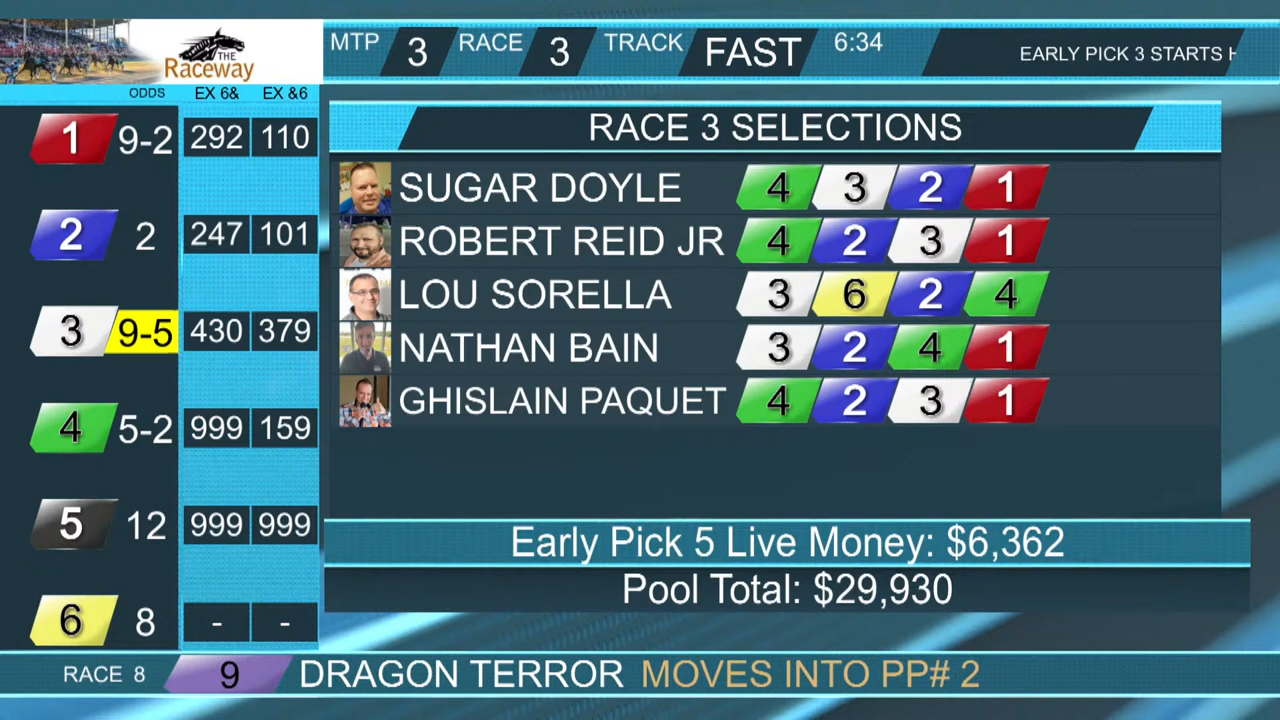 THE
Raceway
MTP 3 RACE 3 TRACK FAST 6:34
EARLY PICK 3 STARTS H
ODDS EX 6& EX &6
1 9-2 292 110
2 2 247 101
3 9-5 430 379
4 5-2 999 159
5 12 999 999
6 8 - -
RACE 3 SELECTIONS
SUGAR DOYLE 4 3 2 1
ROBERT REID JR 4 2 3 1
LOU SORELLA 3 6 2 4
NATHAN BAIN 3 2 4 1
GHISLAIN PAQUET 4 2 3 1
Early Pick 5 Live Money: $6,362
Pool Total: $29,930
RACE 8 9 DRAGON TERROR MOVES INTO PP# 2